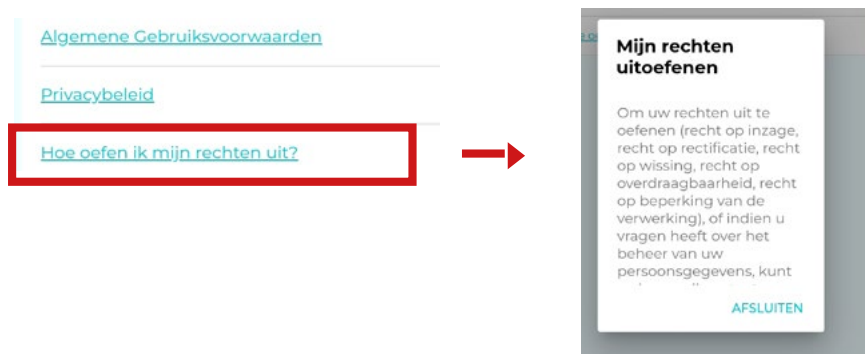 Algemene Gebruiksvoorwaarden
Privacybeleid
Hoe oefen ik mijn rechten uit?
Mijn rechten
uitoefenen
Om uw rechten uit te
oefenen (recht op inzage,
recht op rectificatie, recht
op wissing, recht op
overdraagbaarheid, recht
op beperking van de
verwerking), of indien u
vragen heeft over het
beheer van uw
persoonsgegevens, kunt
AFSLUITEN